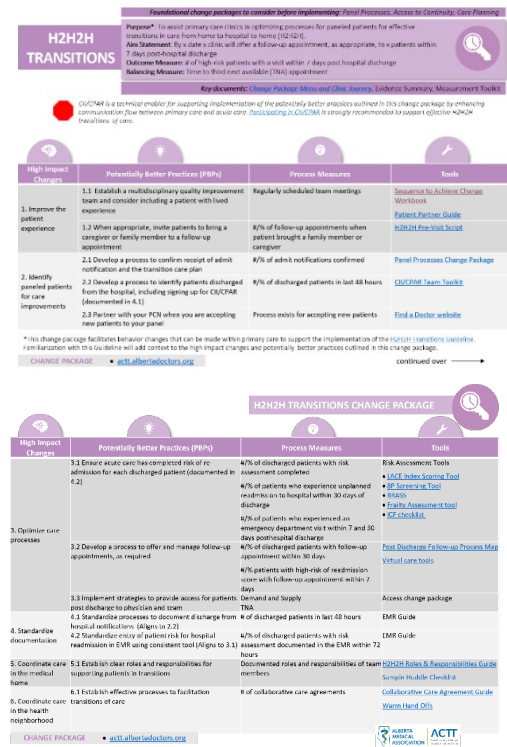 Foundational change packages to consider before implementing: Panel Processes, Access to Continuity, Care Planning
H2H2H
TRANSITIONS
Purpose*: To avoid primary care clinics in optimizing processes for paneled patients for effective
transitions in care from home to hospital to home (H2H2H).
Aim Statement: By x date x clinic will offer a follow-up appointment, as appropriate, to x patients within
7 days post-hospital discharge
Outcome Measure: # of high-risk patients with a visit within 7 days post hospital discharge
Balancing Measure: Time to third next available (TNA) appointment
Key documents: Change Package Menu and Clinic Journey, Evidence Summary, Measurement Toolkit
CII/CPAR is a technical enabler for supporting implementation of the potentially better practices outlined in this change package by enhancing
communication flow between primary care and acute care. Participating in CII/CPAR is strongly recommended to support effective H2H2H
transitions of care.
High Impact
Changes
Potentially Better Practices (PBPs)
Process Measures
Tools
1. Improve the
patient
experience
1.1 Establish a multidisciplinary quality improvement
team and consider including a patient with lived
experience
Regularly scheduled team meetings
Sequence to Achieve Change
Workbook
Patient Partner Guide
1.2 When appropriate, invite patients to bring a
caregiver or family member to a follow-up
appointment
#/% of follow-up appointments when
patient brought a family member or
caregiver
H2H2H Pre-Visit Script
2. Identify
paneled patients
for care
improvements
2.1 Develop a process to confirm receipt of admit
notification and the transition care plan
#/% of admit notifications confirmed
Panel Processes Change Package
2.2 Develop a process to identify patients discharged
from the hospital, including signing up for CII/CPAR
(documented in 4.1)
#/% of discharged patients in last 48 hours
CII/CPAR Team Toolkit
2.3 Partner with your PCN when you are accepting
new patients to your panel
Process exists for accepting new patients
Find a Doctor website
*This change package facilitates behavior changes that can be made within primary care to support the implementation of the H2H2H Transitions Guideline.
Familiarization with this Guideline will add context to the high impact changes and potentially better practices outlined in this change package.
CHANGE PACKAGE • actt.albertadoctors.org
continued over
H2H2H TRANSITIONS CHANGE PACKAGE
High Impact
Changes
Potentially Better Practices (PBPs)
Process Measures
Tools
3. Optimize care
processes
3.1 Ensure acute care has completed risk of re-
admission for each discharged patient (documented in
4.2)
#/% of discharged patients with risk
assessment completed
#/% of patients who experience unplanned
readmission to hospital within 30 days of
discharge
#/% of patients who experienced an
emergency department visit within 7 and 30
days posthospital discharge
Risk Assessment Tools
• LACE Index Scoring Tool
• 8P Screening Tool
• BRASS
• Frailty Assessment tool
• ICF checklist
3.2 Develop a process to offer and manage follow-up
appointments, as required
#/% of discharged patients with follow-up
appointment within 30 days
#/% patients with high-risk of readmission
score with follow-up appointment within 7
days
Post Discharge Follow-up Process Map
Virtual care tools
3.3 Implement strategies to provide access for patients
post discharge to physician and team
Demand and Supply
TNA
Access change package
4. Standardize
documentation
4.1 Standardize processes to document discharge from
hospital notifications (Aligns to 2.2)
# of discharged patients in last 48 hours
EMR Guide
4.2 Standardize entry of patient risk for hospital
readmission in EMR using consistent tool (Aligns to 3.1)
#/% of discharged patients with risk
assessment documented in the EMR within 72
hours
EMR Guide
5. Coordinate care
in the medical
home
5.1 Establish clear roles and responsibilities for
supporting patients in transitions
Documented roles and responsibilities of team
members
H2H2H Roles & Responsibilities Guide
Sample Huddle Checklist
6. Coordinate care
in the health
neighborhood
6.1 Establish effective processes to facilitation
transitions of care
# of collaborative care agreements
Collaborative Care Agreement Guide
Warm Hand Offs
CHANGE PACKAGE • actt.albertadoctors.org
ALBERTA
MEDICAL
ASSOCIATION
ACTT